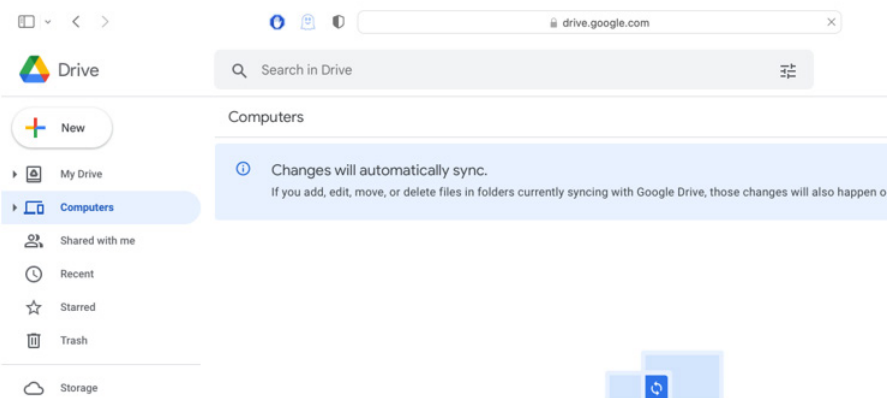 drive.google.com
Drive
Search in Drive
New
Computers
My Drive
Computers
Shared with me
Recent
Starred
Trash
Storage
Changes will automatically sync.
If you add, edit, move, or delete files in folders currently syncing with Google Drive, those changes will also happen o